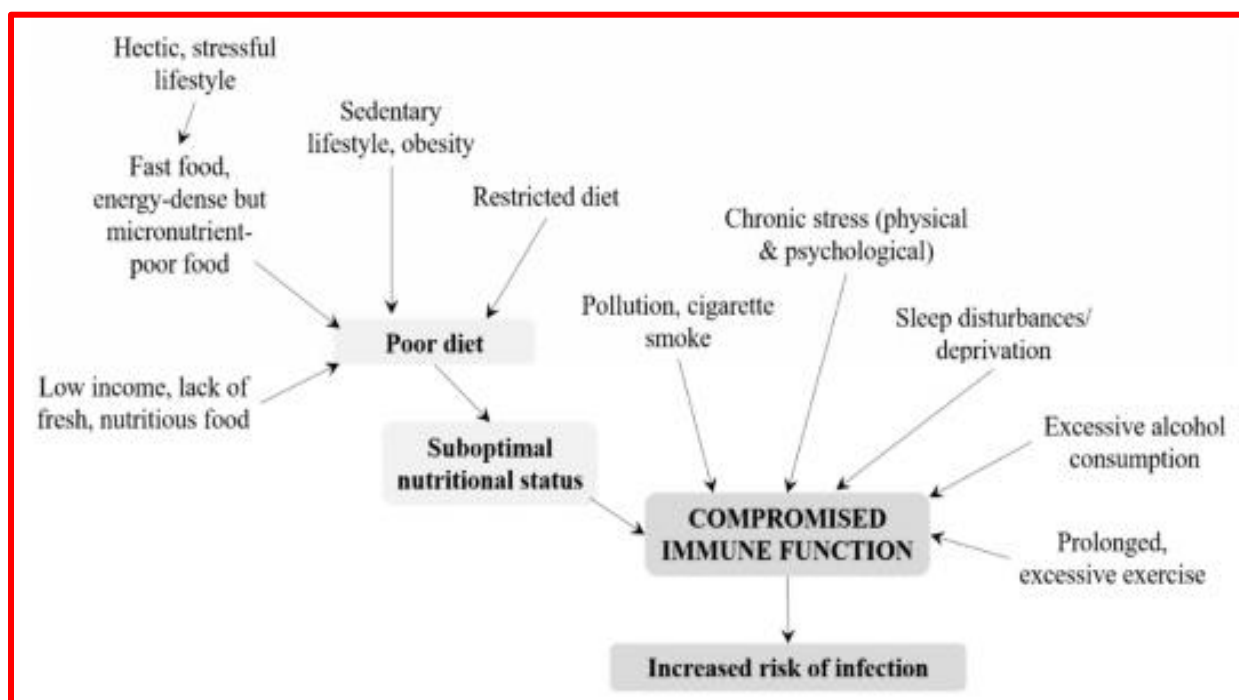 Hectic, stressful
lifestyle
Fast food,
energy-dense but
micronutrient-
poor food
Sedentary
lifestyle, obesity
Restricted diet
Low income, lack of
fresh, nutritious food
Poor diet
Suboptimal
nutritional status
Pollution, cigarette
smoke
Chronic stress (physical
& psychological)
Sleep disturbances/
deprivation
Excessive alcohol
consumption
Prolonged,
excessive exercise
COMPROMISED
IMMUNE FUNCTION
Increased risk of infection